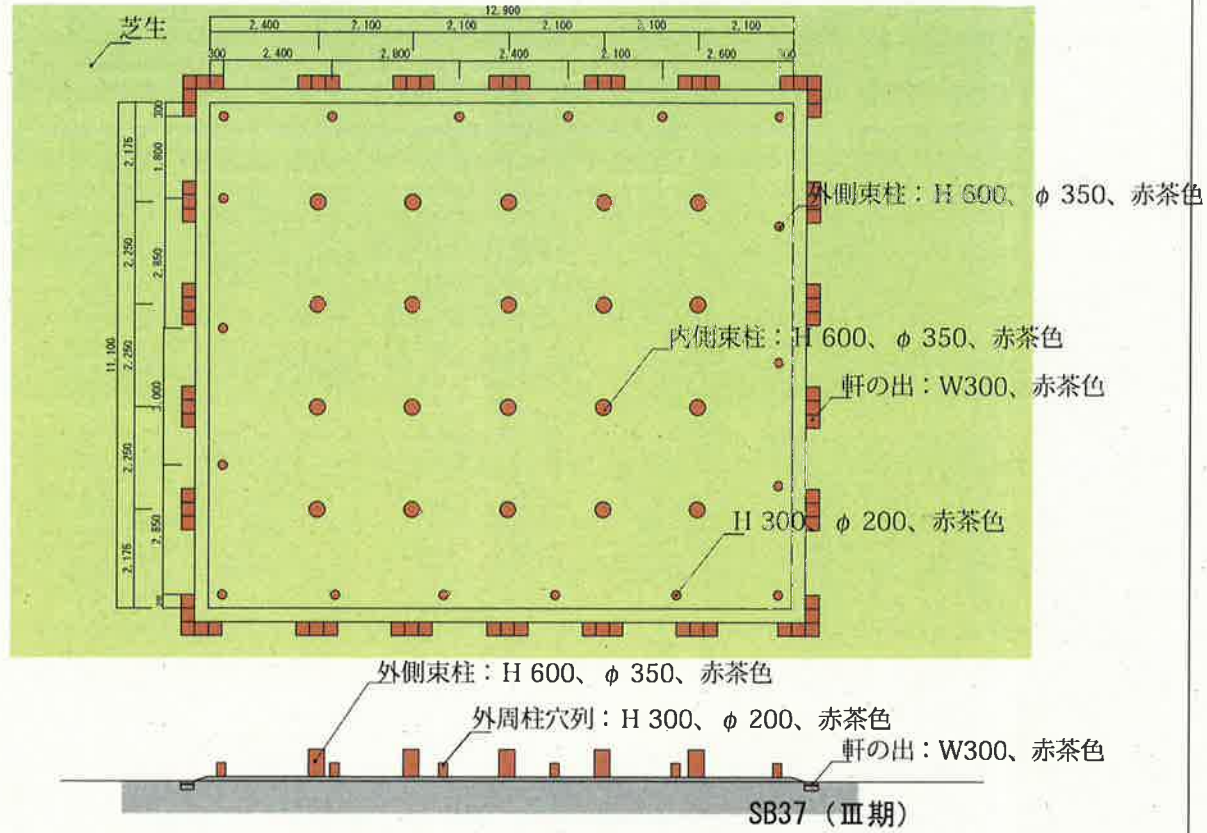 芝生
12,900
2,400 2,100 2,100 2,100 2,100 2,100
300 2,400 2,800 2,400 2,100 2,600 300
11,100
2,175 2,250 2,250 2,250 2,175
300 1,800 2,850 3,000 2,850
外側束柱：H 600、φ 350、赤茶色
内側束柱：H 600、φ 350、赤茶色
軒の出：W300、赤茶色
H 300、φ 200、赤茶色
外側束柱：H 600、φ 350、赤茶色
外周柱穴列：H 300、φ 200、赤茶色
軒の出：W300、赤茶色
SB37（Ⅲ期）